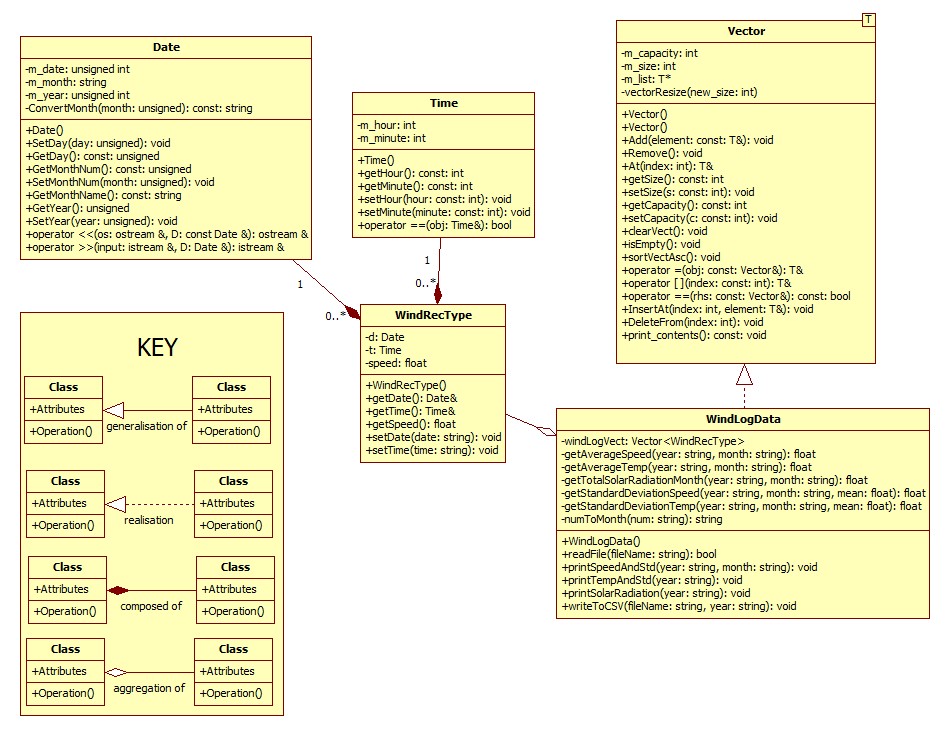 Date
-m_date: unsigned int
-m_month: string
-m_year: unsigned int
-ConvertMonth(month: unsigned): const: string
+Date()
+SetDay(day: unsigned): void
+GetDay(): const: unsigned
+GetMonthNum(): const: unsigned
+SetMonthNum(month: unsigned): void
+GetMonthName(): const: string
+GetYear(): unsigned
+SetYear(year: unsigned): void
+operator <<(os: ostream &, D: const Date &): ostream &
+operator >>(input: istream &, D: Date &): istream &
Time
-m_hour: int
-m_minute: int
+Time()
+getHour(): const: int
+getMinute(): const: int
+setHour(hour: const: int): void
+setMinute(minute: const: int): void
+operator ==(obj: Time&): bool
T
Vector
-m_capacity: int
-m_size: int
-m_list: T*
-vectorResize(new_size: int)
+Vector()
+Vector()
+Add(element: const: T&): void
+Remove(): void
+At(index: int): T&
+getSize(): const: int
+setSize(s: const: int): void
+getCapacity(): const: int
+setCapacity(c: const: int): void
+clearVect(): void
+isEmpty(): void
+sortVectAsc(): void
+operator =(obj: const: Vector&): T&
+operator [](index: const: int): T&
+operator ==(rhs: const: Vector&): const: bool
+InsertAt(index: int, element: T&): void
+DeleteFrom(index: int): void
+print_contents(): const: void
1
0..*
1
0..*
WindRecType
-d: Date
-t: Time
-speed: float
+WindRecType()
+getDate(): Date&
+getTime(): Time&
+getSpeed(): float
+setDate(date: string): void
+setTime(time: string): void
WindLogData
-windLogVect: Vector<WindRecType>
-getAverageSpeed(year: string, month: string): float
-getAverageTemp(year: string, month: string): float
-getTotalSolarRadiationMonth(year: string, month: string): float
-getStandardDeviationSpeed(year: string, month: string, mean: float): float
-getStandardDeviationTemp(year: string, month: string, mean: float): float
-numToMonth(num: string): string
+WindLogData()
+readFile(fileName: string): bool
+printSpeedAndStd(year: string, month: string): void
+printTempAndStd(year: string): void
+printSolarRadiation(year: string): void
+writeToCSV(fileName: string, year: string): void
KEY
Class
+Attributes
+Operation()
generalisation of
Class
+Attributes
+Operation()
Class
+Attributes
+Operation()
realisation
Class
+Attributes
+Operation()
Class
+Attributes
+Operation()
composed of
Class
+Attributes
+Operation()
Class
+Attributes
+Operation()
aggregation of
Class
+Attributes
+Operation()